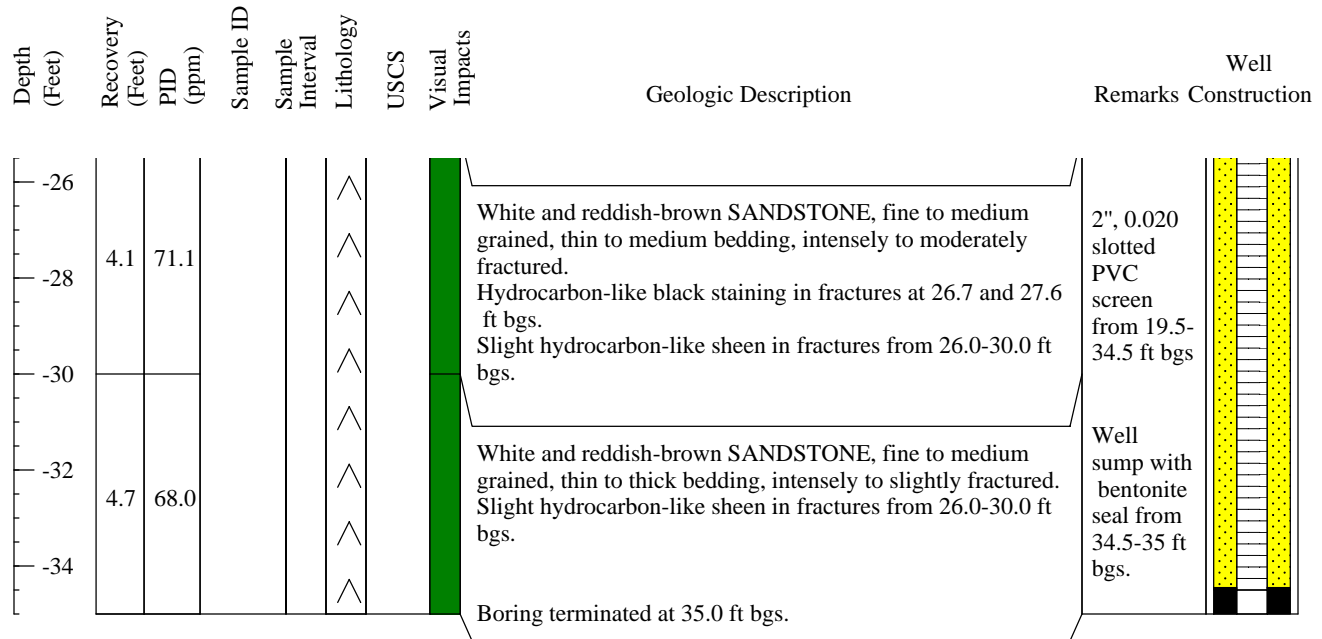 Depth
(Feet)
Recovery
(Feet)
PID
(ppm)
Sample ID
Sample
Interval
Lithology
USCS
Visual
Impacts
Geologic Description
Remarks
Well
Construction
-26
-28
-30
-32
-34
4.1
71.1
4.7
68.0
White and reddish-brown SANDSTONE, fine to medium
grained, thin to medium bedding, intensely to moderately
fractured.
Hydrocarbon-like black staining in fractures at 26.7 and 27.6
ft bgs.
Slight hydrocarbon-like sheen in fractures from 26.0-30.0 ft
bgs.
White and reddish-brown SANDSTONE, fine to medium
grained, thin to thick bedding, intensely to slightly fractured.
Slight hydrocarbon-like sheen in fractures from 26.0-30.0 ft
bgs.
Boring terminated at 35.0 ft bgs.
2", 0.020
slotted
PVC
screen
from 19.5-
34.5 ft bgs
Well
sump with
bentonite
seal from
34.5-35 ft
bgs.